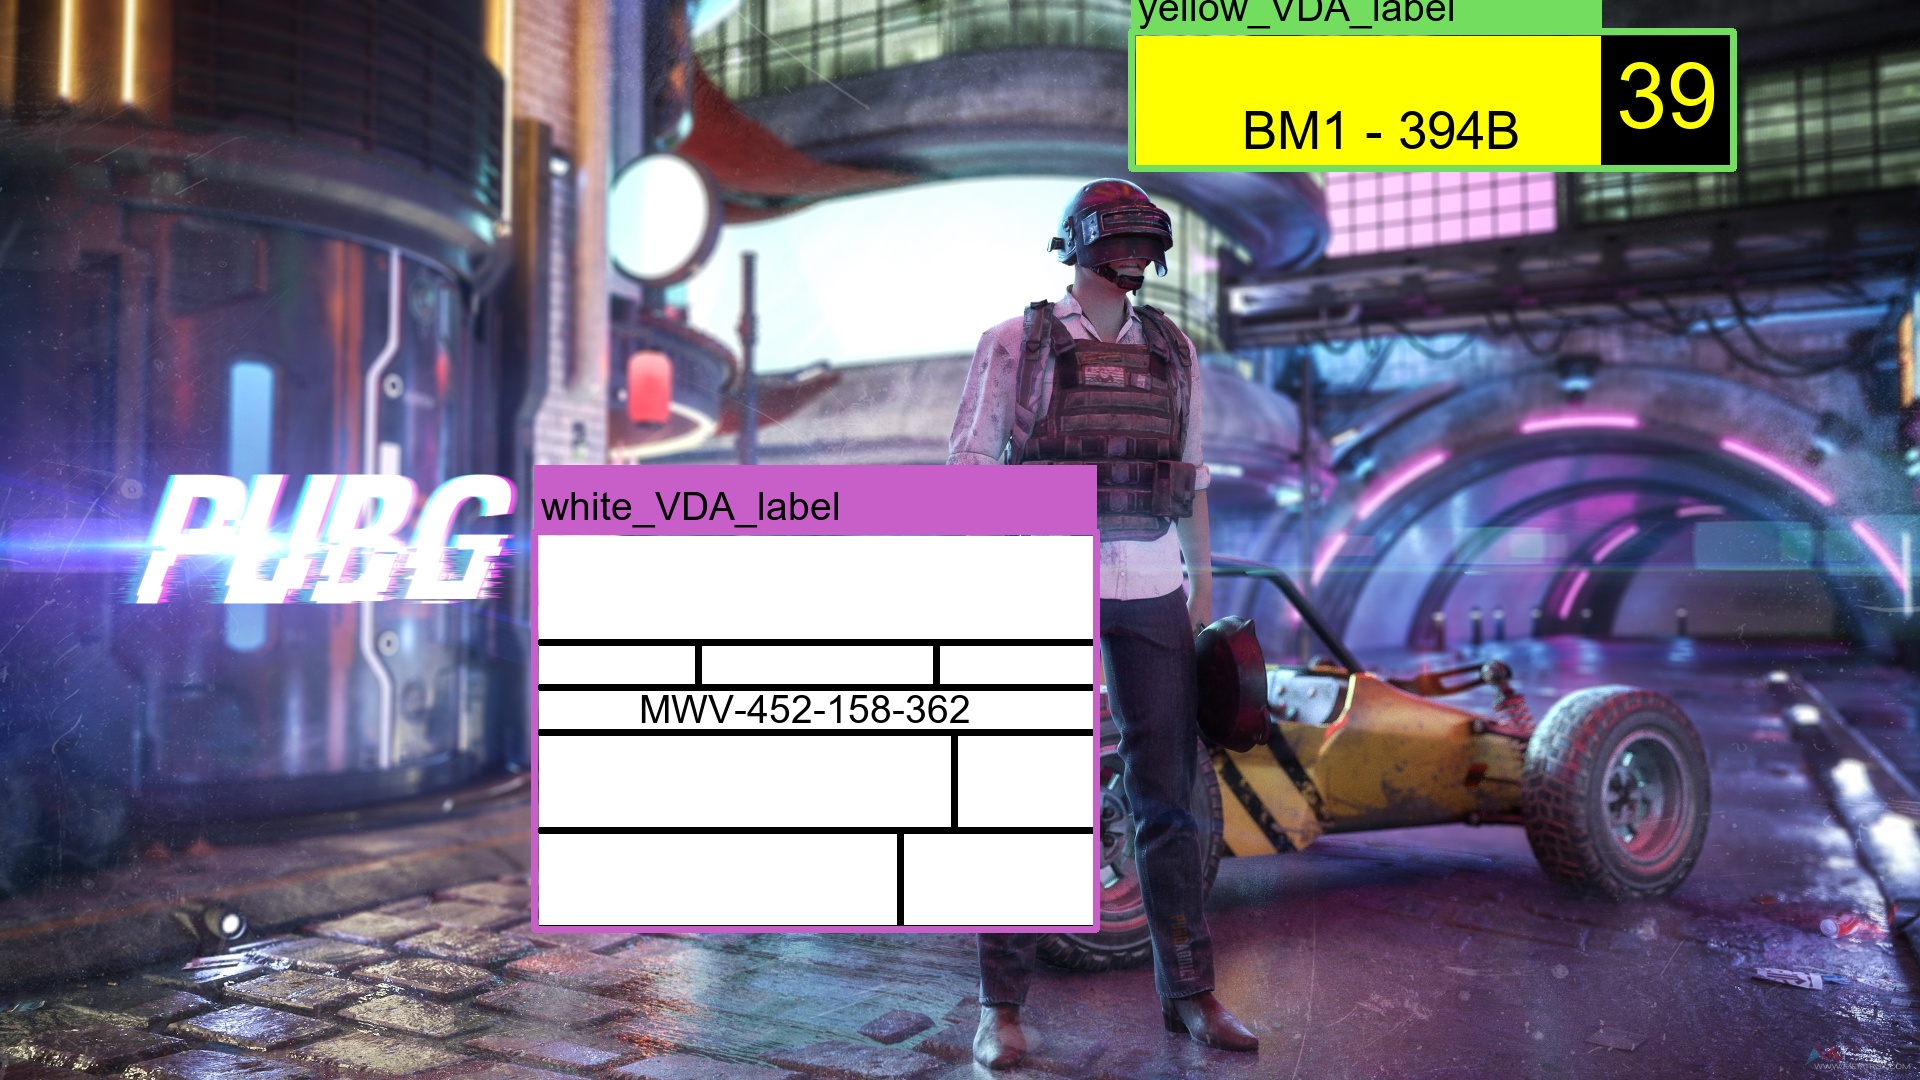 yellow_VDA_label
BM1 - 394B
39
PUBG
white_VDA_label
MWV-452-158-362